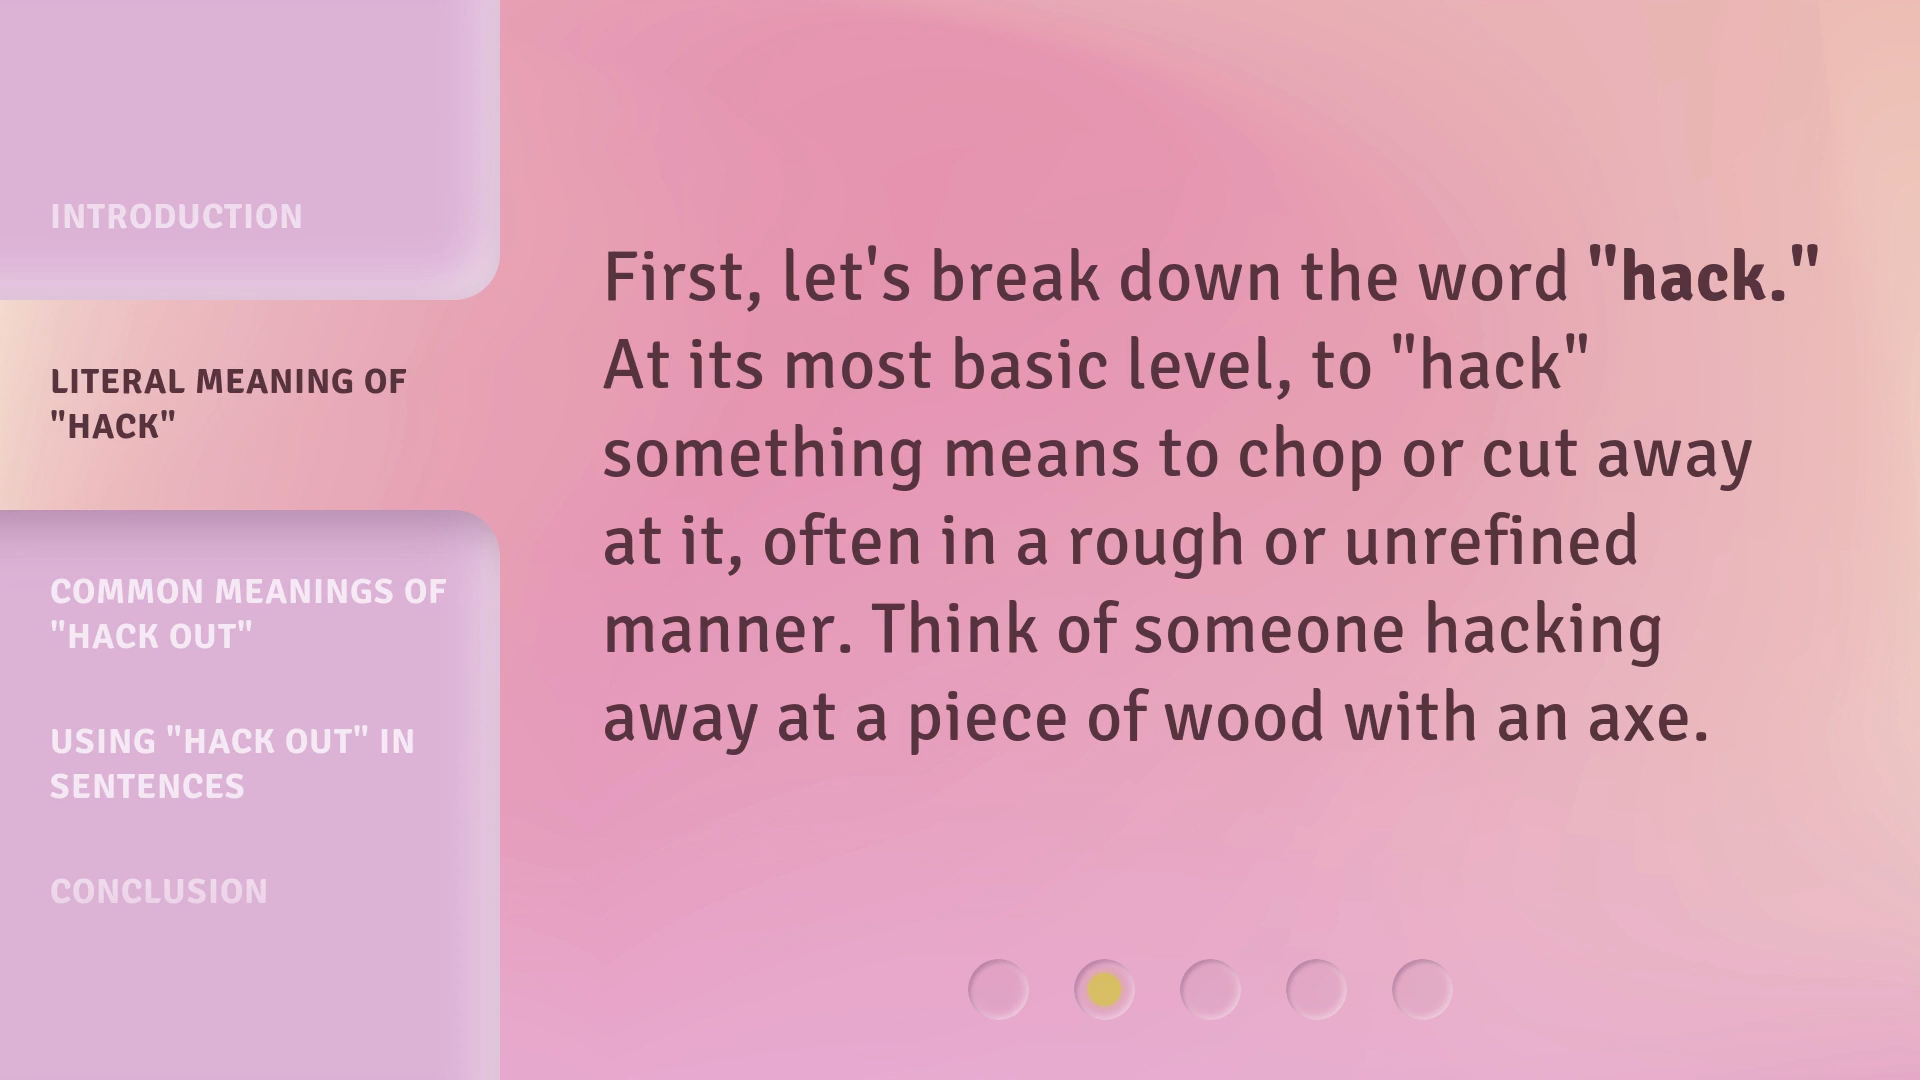 INTRODUCTION
LITERAL MEANING OF
"HACK"
COMMON MEANINGS OF
"HACK OUT"
USING "HACK OUT" IN
SENTENCES
CONCLUSION
First, let's break down the word "hack."
At its most basic level, to "hack"
something means to chop or cut away
at it, often in a rough or unrefined
manner. Think of someone hacking
away at a piece of wood with an axe.